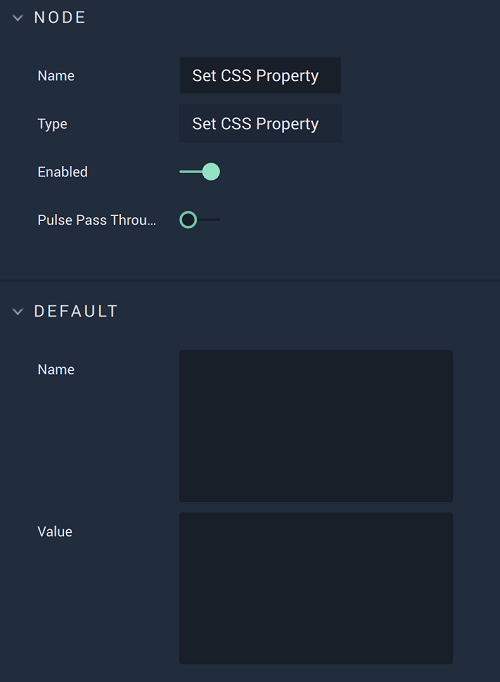 NODE
Name Set CSS Property
Type Set CSS Property
Enabled
Pulse Pass Throu...
DEFAULT
Name
Value